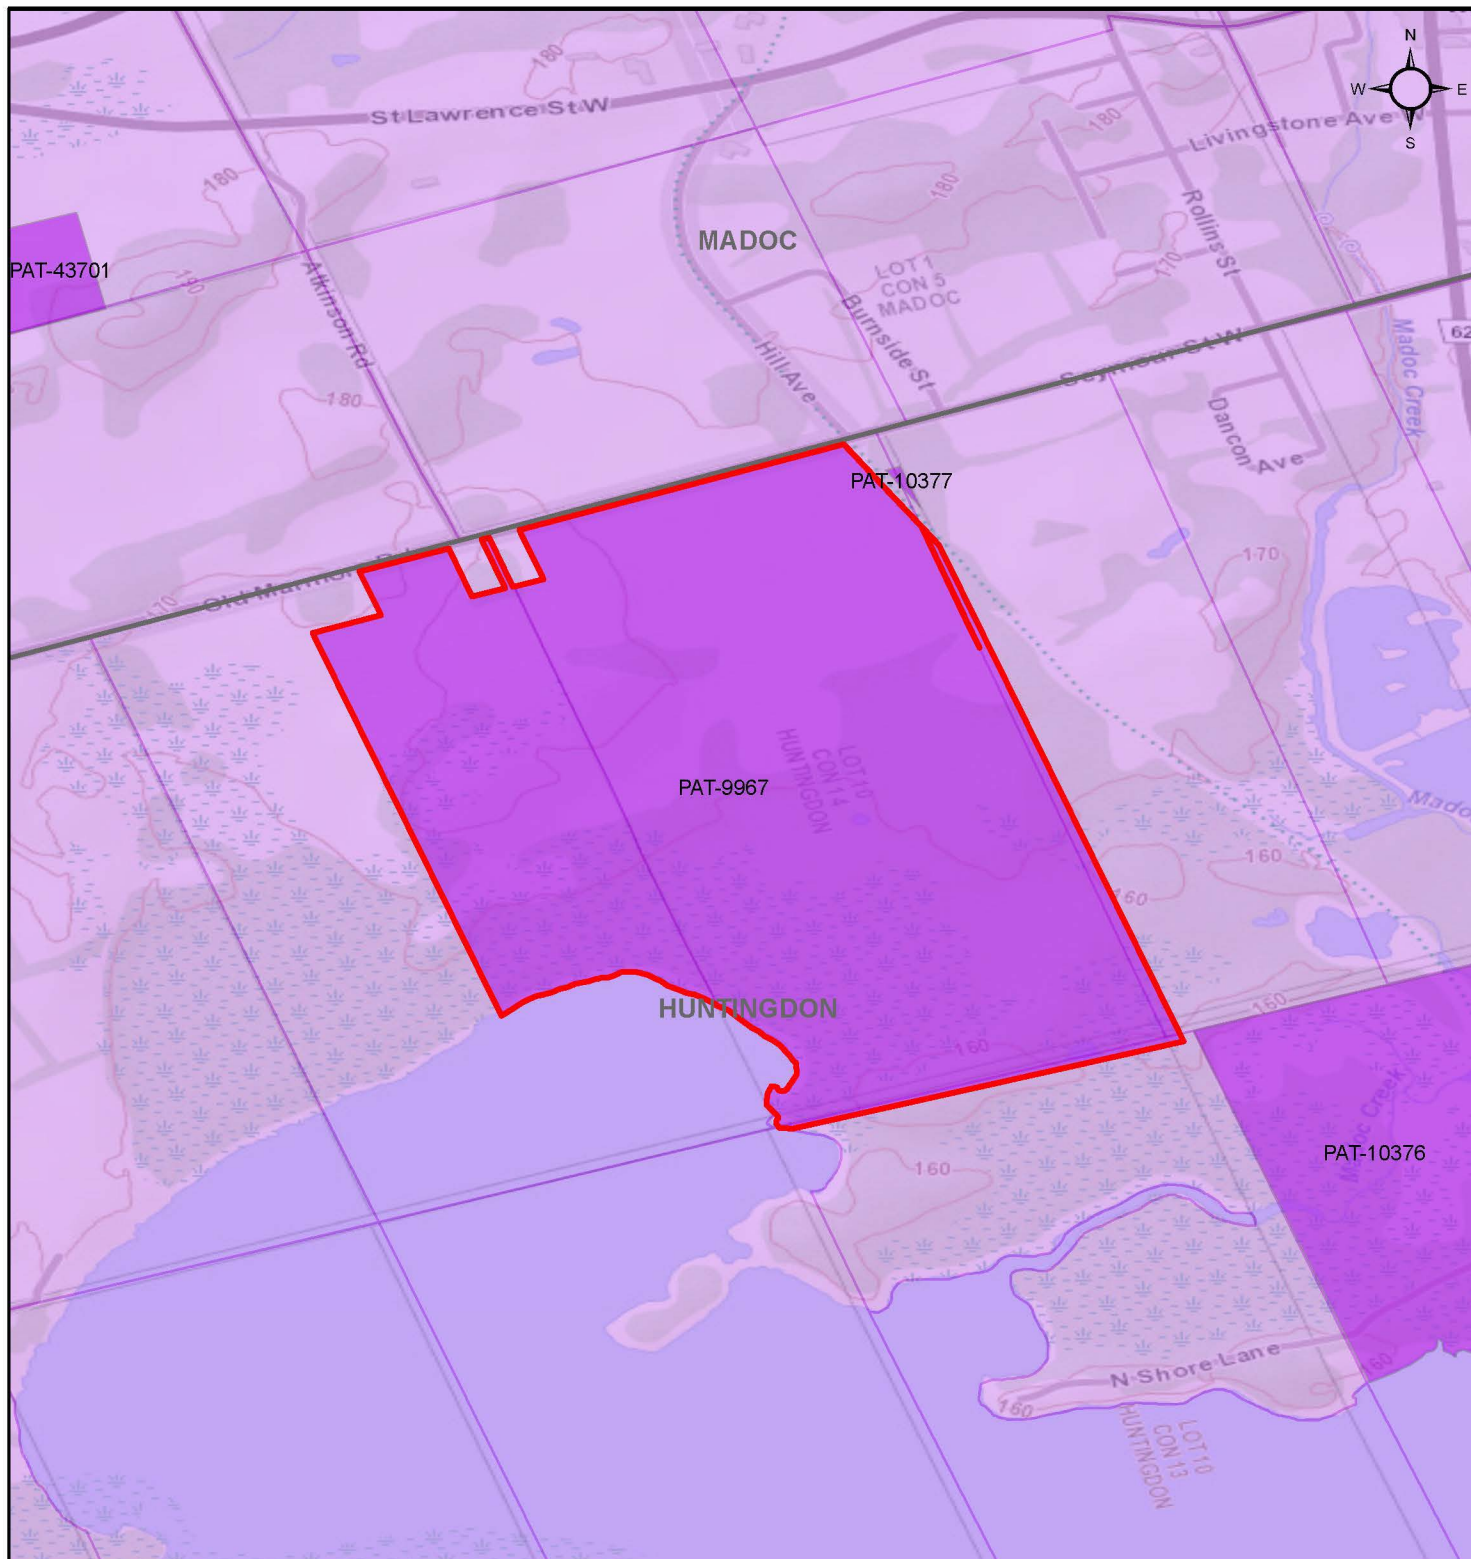 180
N
W
E
S
St Lawrence St W
180
Livingstone Ave W
180
180
Rollins St
MADOC
PAT-43701
190
Atkinson Rd
LOT 1
CON 5
MADOC
170
Burnside St
Hill Ave
Seymour St W
Madoc Creek
62
180
Dancon Ave
PAT-10377
170
170
PAT-9967
LOT 10
CON 14
HUNTINGDON
160
160
HUNTINGDON
160
160
160
Madoc Creek
PAT-10376
N Shore Lane
160
160
LOT 10
CON 13
HUNTINGDON